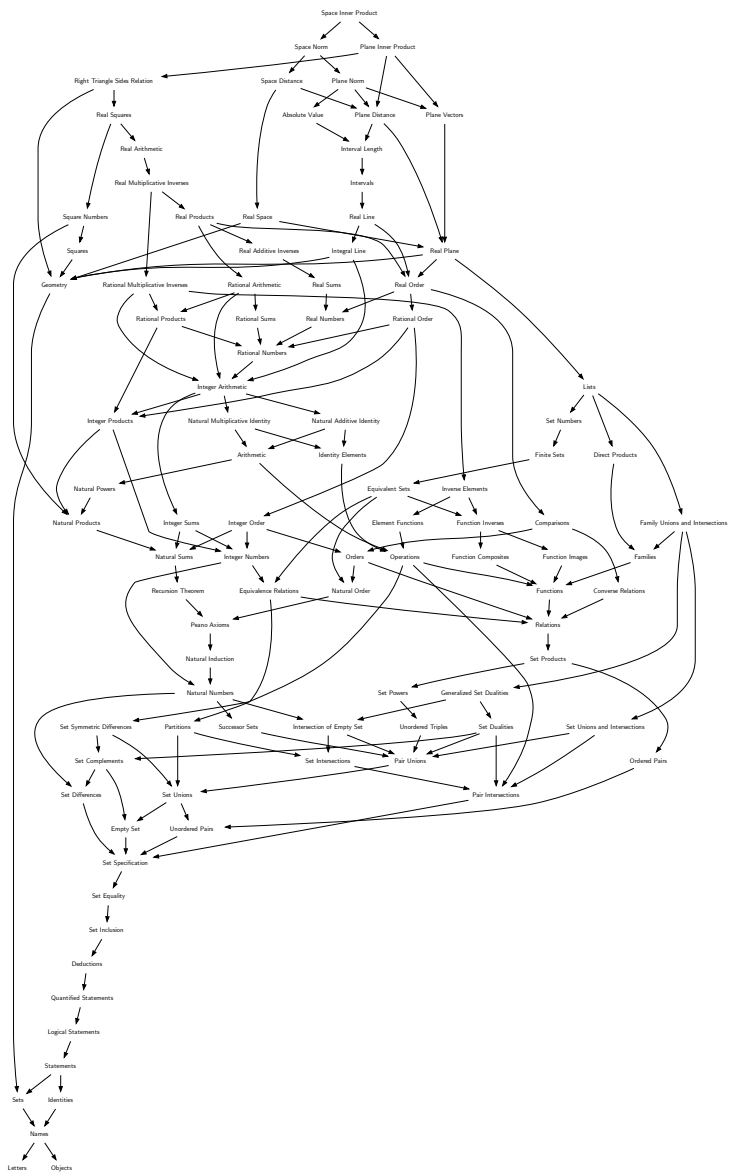 Space Inner Product
Space Norm
Plane Inner Product
Right Triangle Sides Relation
Space Distance
Plane Norm
Real Squares
Absolute Value
Plane Distance
Plane Vectors
Real Arithmetic
Interval Length
Real Multiplicative Inverses
Intervals
Square Numbers
Real Products
Real Space
Real Line
Squares
Real Additive Inverses
Integral Line
Real Plane
Geometry
Rational Multiplicative Inverses
Rational Arithmetic
Real Sums
Real Order
Rational Products
Rational Sums
Real Numbers
Rational Order
Rational Numbers
Integer Arithmetic
Lists
Integer Products
Natural Multiplicative Identity
Natural Additive Identity
Set Numbers
Arithmetic
Identity Elements
Finite Sets
Direct Products
Natural Powers
Equivalent Sets
Inverse Elements
Natural Products
Integer Sums
Integer Order
Element Functions
Function Inverses
Comparisons
Family Unions and Intersections
Natural Sums
Integer Numbers
Orders
Operations
Function Composites
Function Images
Families
Recursion Theorem
Equivalence Relations
Natural Order
Functions
Converse Relations
Peano Axioms
Relations
Natural Induction
Set Products
Natural Numbers
Set Powers
Generalized Set Dualities
Set Symmetric Differences
Partitions
Successor Sets
Intersection of Empty Set
Unordered Triples
Set Dualities
Set Unions and Intersections
Set Complements
Set Intersections
Pair Unions
Ordered Pairs
Set Differences
Set Unions
Pair Intersections
Empty Set
Unordered Pairs
Set Specification
Set Equality
Set Inclusion
Deductions
Quantified Statements
Logical Statements
Statements
Sets
Identities
Names
Letters
Objects